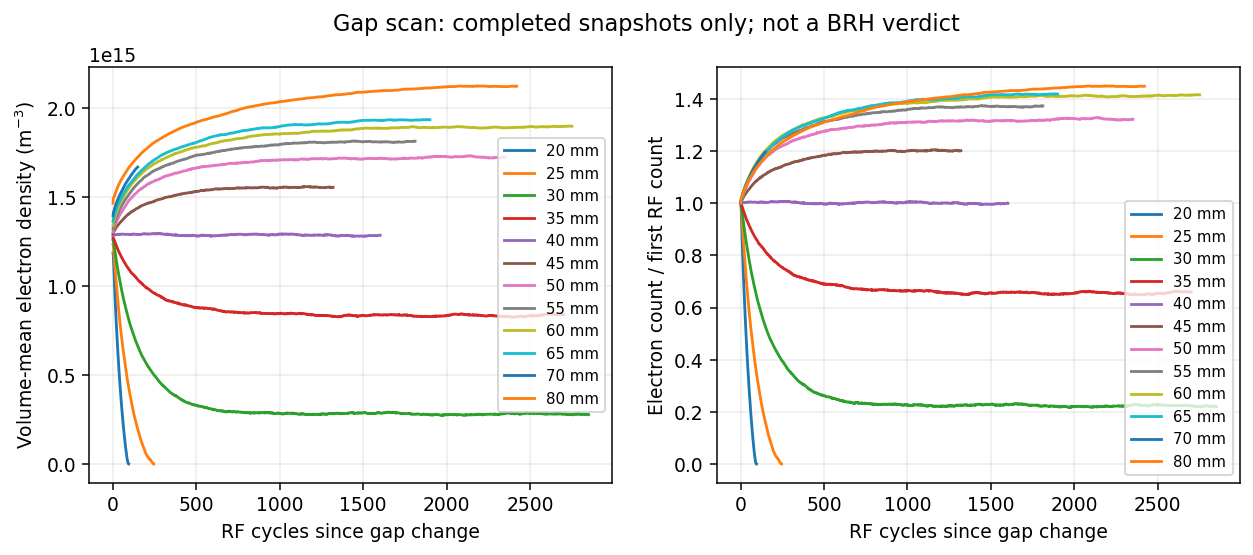 Gap scan: completed snapshots only; not a BRH verdict
1e15
Volume-mean electron density (m⁻³)
2.0
1.5
1.0
0.5
0.0
0
500
1000
1500
2000
2500
RF cycles since gap change
20 mm
25 mm
30 mm
35 mm
40 mm
45 mm
50 mm
55 mm
60 mm
65 mm
70 mm
80 mm
Electron count / first RF count
1.4
1.2
1.0
0.8
0.6
0.4
0.2
0.0
0
500
1000
1500
2000
2500
RF cycles since gap change
20 mm
25 mm
30 mm
35 mm
40 mm
45 mm
50 mm
55 mm
60 mm
65 mm
70 mm
80 mm